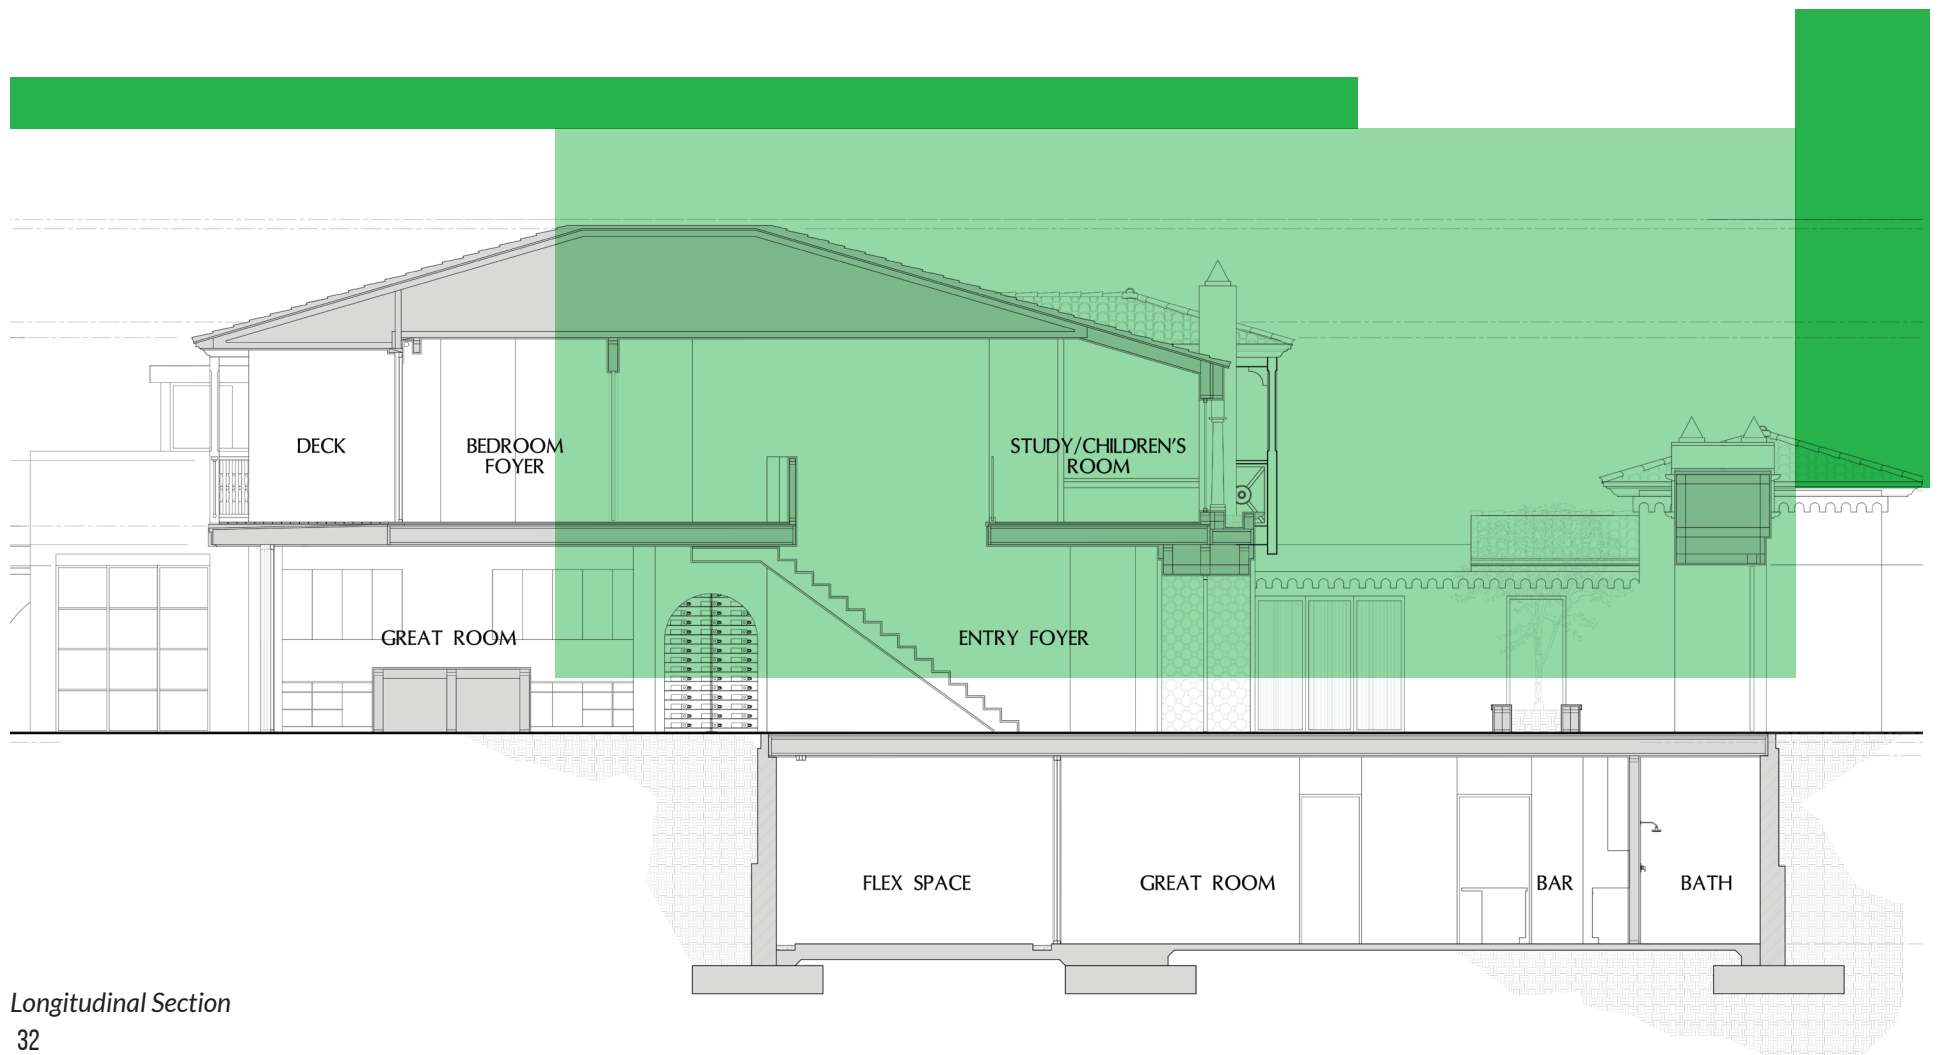 DECK
BEDROOM
FOYER
STUDY/CHILDREN'S
ROOM
GREAT ROOM
ENTRY FOYER
FLEX SPACE
GREAT ROOM
BAR
BATH
Longitudinal Section
32